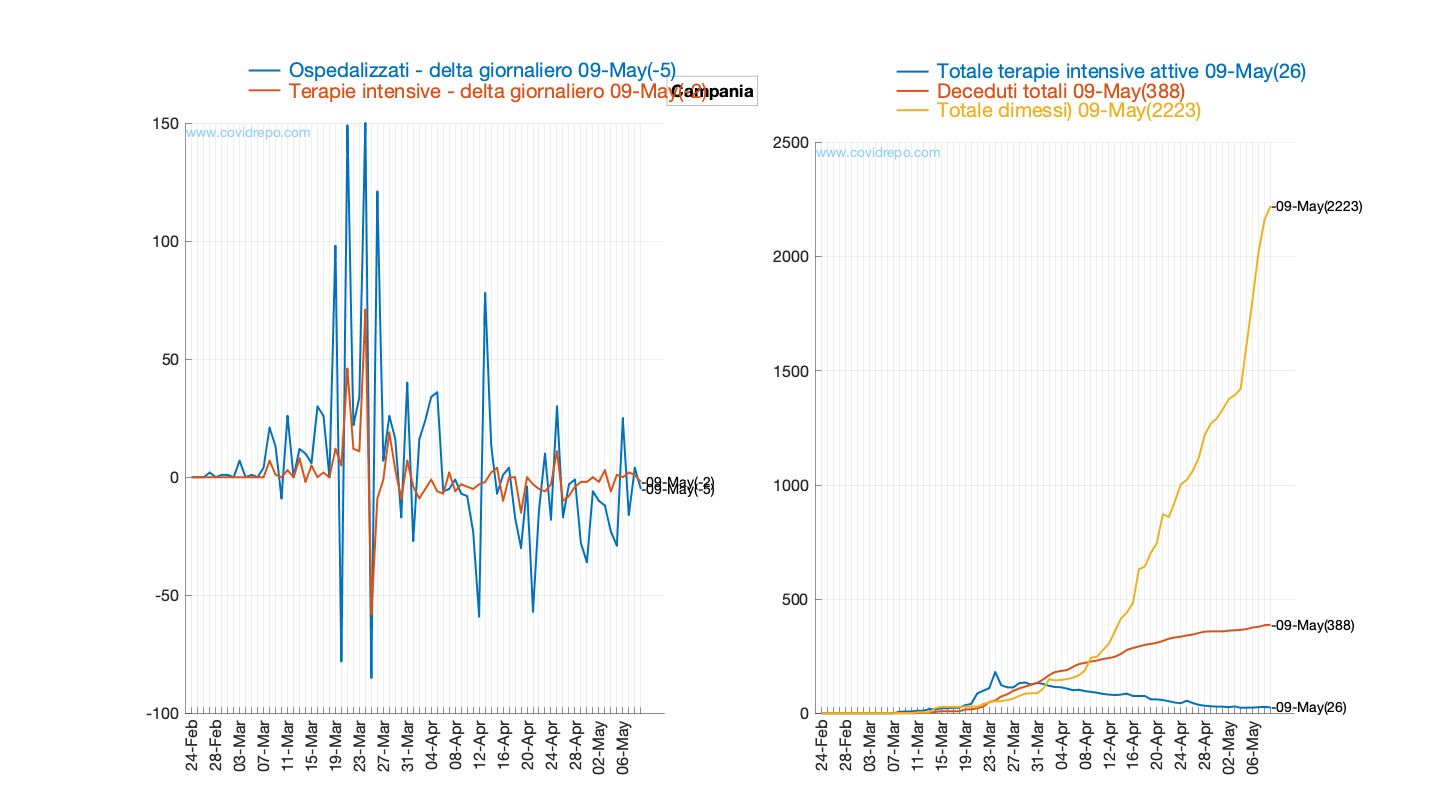 Ospedalizzati - delta giornaliero 09-May(-5)
Terapie intensive - delta giornaliero 09-May(-2)
Campania
www.covidrepo.com
150
100
50
0
-50
-100
-09-May(-2)
-09-May(-5)
24-Feb
28-Feb
03-Mar
07-Mar
11-Mar
15-Mar
19-Mar
23-Mar
27-Mar
31-Mar
04-Apr
08-Apr
12-Apr
16-Apr
20-Apr
24-Apr
28-Apr
02-May
06-May
Totale terapie intensive attive 09-May(26)
Deceduti totali 09-May(388)
Totale dimessi) 09-May(2223)
www.covidrepo.com
2500
2000
1500
1000
500
0
-09-May(2223)
-09-May(388)
-09-May(26)
24-Feb
28-Feb
03-Mar
07-Mar
11-Mar
15-Mar
19-Mar
23-Mar
27-Mar
31-Mar
04-Apr
08-Apr
12-Apr
16-Apr
20-Apr
24-Apr
28-Apr
02-May
06-May